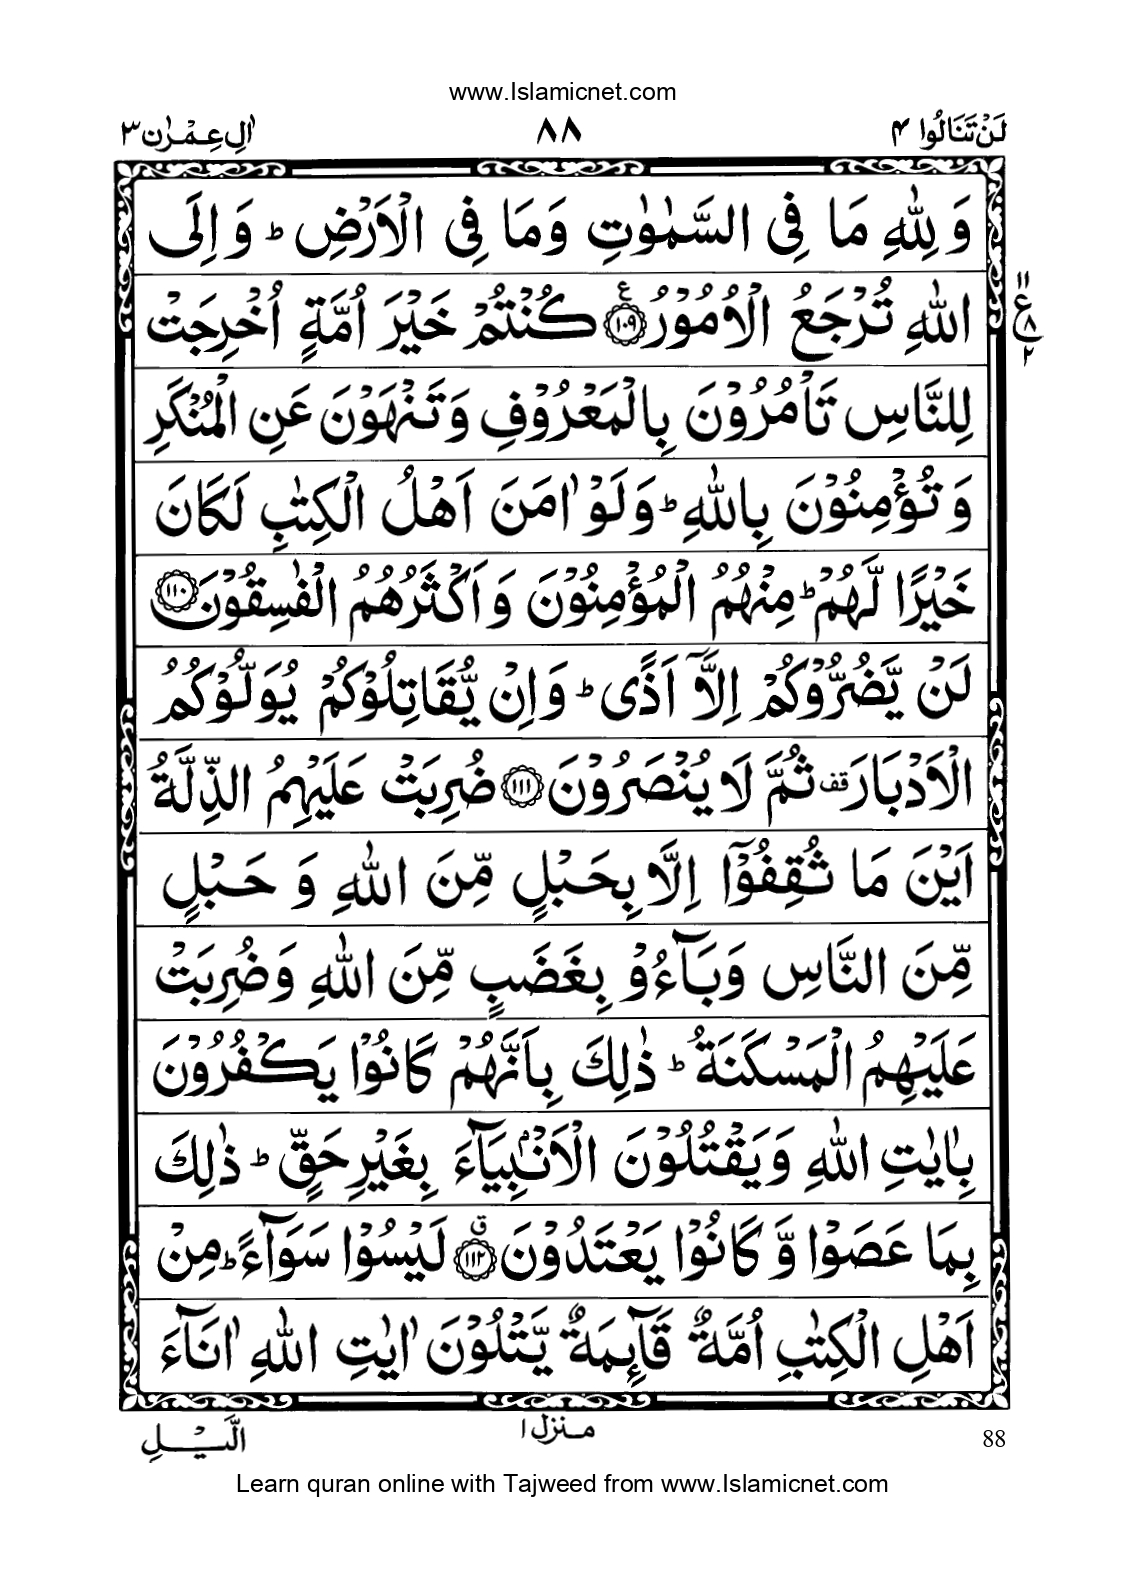 www.Islamicnet.com
لَنْ تَنَالُوا ۴ ۸۸ اٰلِ عِمْرٰن ۳
وَ لِلّٰهِ مَا فِی السَّمٰوٰتِ وَمَا فِی الْاَرْضِ ؕ وَ اِلَی
اللّٰهِ تُرْجَعُ الْاُمُوْرُ ﴿۱۰۹﴾ ع كُنْتُمْ خَیْرَ اُمَّةٍ اُخْرِجَتْ
۱۱ ع ۸ ۲
لِلنَّاسِ تَاْمُرُوْنَ بِالْمَعْرُوْفِ وَ تَنْهَوْنَ عَنِ الْمُنْكَرِ
وَ تُؤْمِنُوْنَ بِاللّٰهِ ؕ وَ لَوْ اٰمَنَ اَهْلُ الْكِتٰبِ لَكَانَ
خَیْرًا لَّهُمْ ؕ مِنْهُمُ الْمُؤْمِنُوْنَ وَ اَكْثَرُهُمُ الْفٰسِقُوْنَ ﴿۱۱۰﴾
لَنْ یَّضُرُّوْكُمْ اِلَّاۤ اَذًی ؕ وَ اِنْ یُّقَاتِلُوْكُمْ یُوَلُّوْكُمُ
الْاَدْبَارَ قف ثُمَّ لَا یُنْصَرُوْنَ ﴿۱۱۱﴾ ضُرِبَتْ عَلَیْهِمُ الذِّلَّةُ
اَیْنَ مَا ثُقِفُوْۤا اِلَّا بِحَبْلٍ مِّنَ اللّٰهِ وَ حَبْلٍ
مِّنَ النَّاسِ وَ بَآءُوْ بِغَضَبٍ مِّنَ اللّٰهِ وَ ضُرِبَتْ
عَلَیْهِمُ الْمَسْكَنَةُ ؕ ذٰلِكَ بِاَنَّهُمْ كَانُوْا یَكْفُرُوْنَ
بِاٰیٰتِ اللّٰهِ وَ یَقْتُلُوْنَ الْاَنْۢبِیَآءَ بِغَیْرِ حَقٍّ ؕ ذٰلِكَ
بِمَا عَصَوْا وَّ كَانُوْا یَعْتَدُوْنَ ﴿۱۱۲﴾ ق لَیْسُوْا سَوَآءً ؕ مِنْ
اَهْلِ الْكِتٰبِ اُمَّةٌ قَآىِٕمَةٌ یَّتْلُوْنَ اٰیٰتِ اللّٰهِ اٰنَآءَ
88 منزل ۱ الَّیْلِ
Learn quran online with Tajweed from www.Islamicnet.com